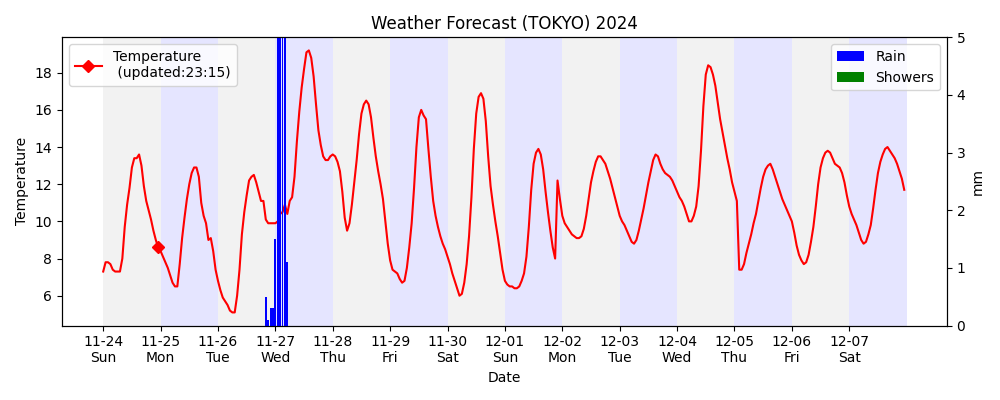 Weather Forecast (TOKYO) 2024
Temperature
(updated:23:15)
Rain
Showers
Temperature
18
16
14
12
10
8
6
5
4
3
2
1
0
mm
11-24 11-25 11-26 11-27 11-28 11-29 11-30 12-01 12-02 12-03 12-04 12-05 12-06 12-07
Sun Mon Tue Wed Thu Fri Sat Sun Mon Tue Wed Thu Fri Sat
Date